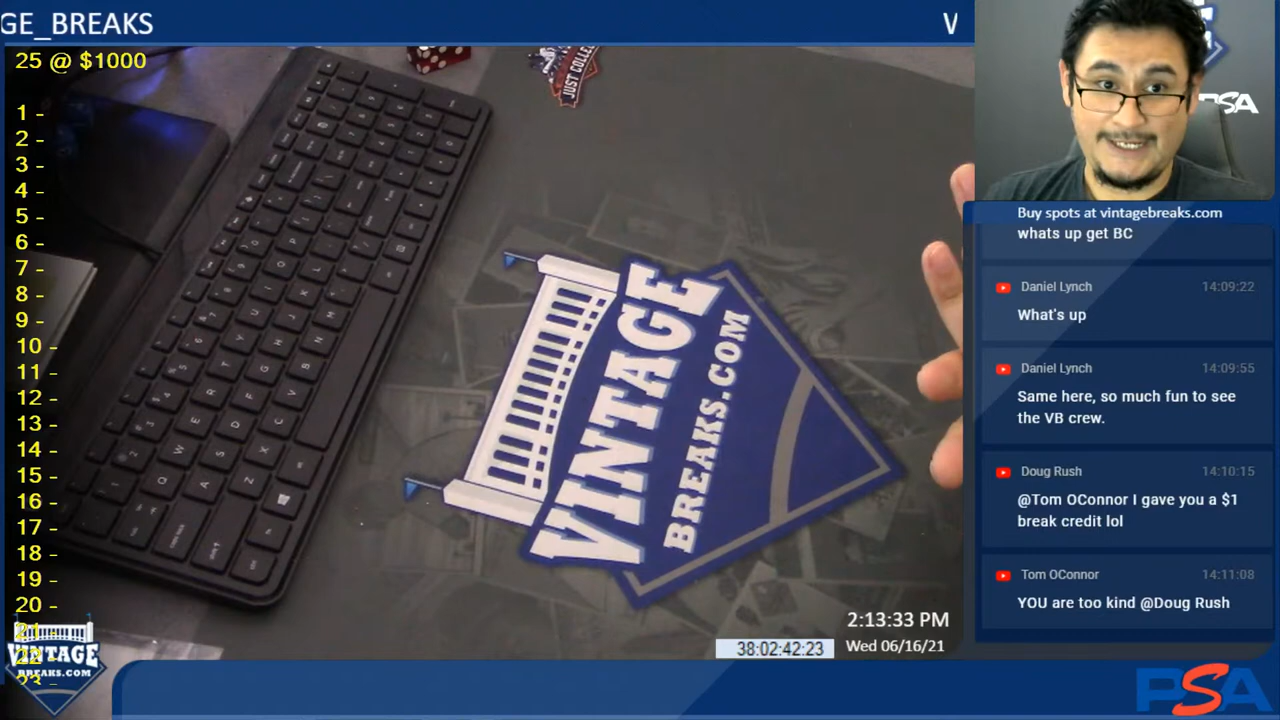 GE_BREAKS
V
25 @ $1000
1 -
2 -
3 -
4 -
5 -
6 -
7 -
8 -
9 -
10 -
11 -
12 -
13 -
14 -
15 -
16 -
17 -
18 -
19 -
20 -
21 -
22 -
23
VINTAGE
BREAKS.COM
JUST COLLE
VINTAGE
BREAKS.COM
2:13:33 PM
38:02:42:23
Wed 06/16/21
PSA
Buy spots at vintagebreaks.com
whats up get BC
Daniel Lynch
14:09:22
What's up
Daniel Lynch
14:09:55
Same here, so much fun to see
the VB crew.
Doug Rush
14:10:15
@Tom OConnor I gave you a $1
break credit lol
Tom OConnor
14:11:08
YOU are too kind @Doug Rush
PSA